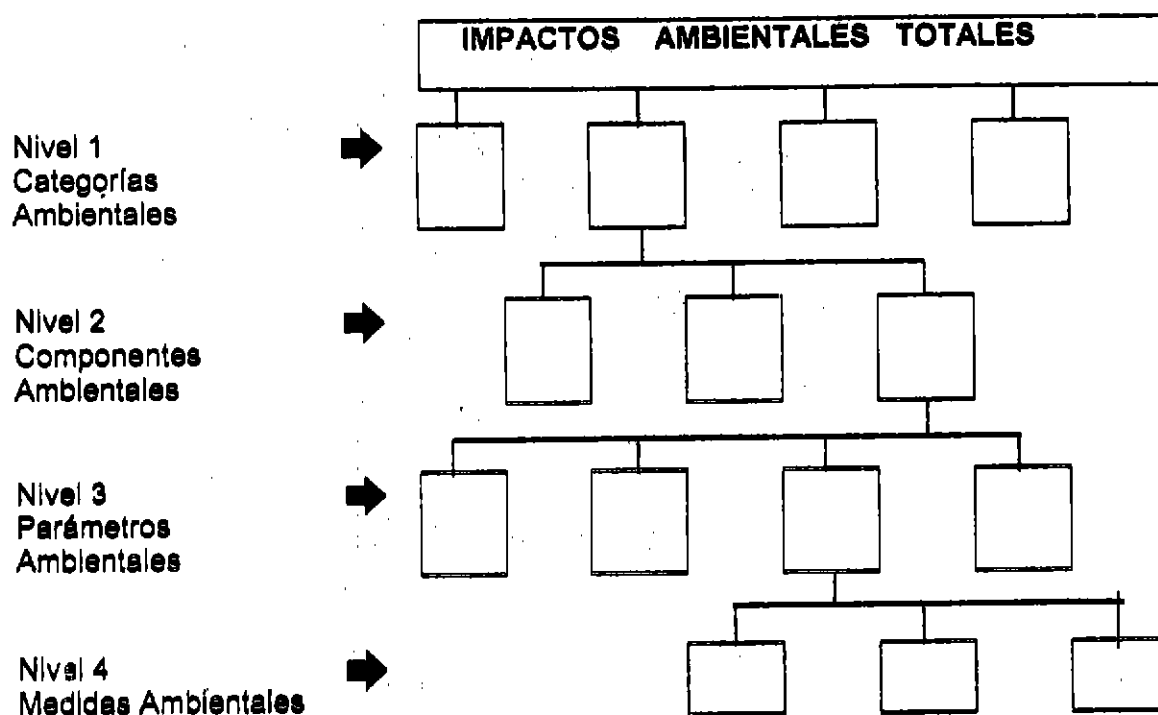 IMPACTOS AMBIENTALES TOTALES
Nivel 1
Categorías
Ambientales
Nivel 2
Componentes
Ambientales
Nivel 3
Parámetros
Ambientales
Nivel 4
Medidas Ambientales